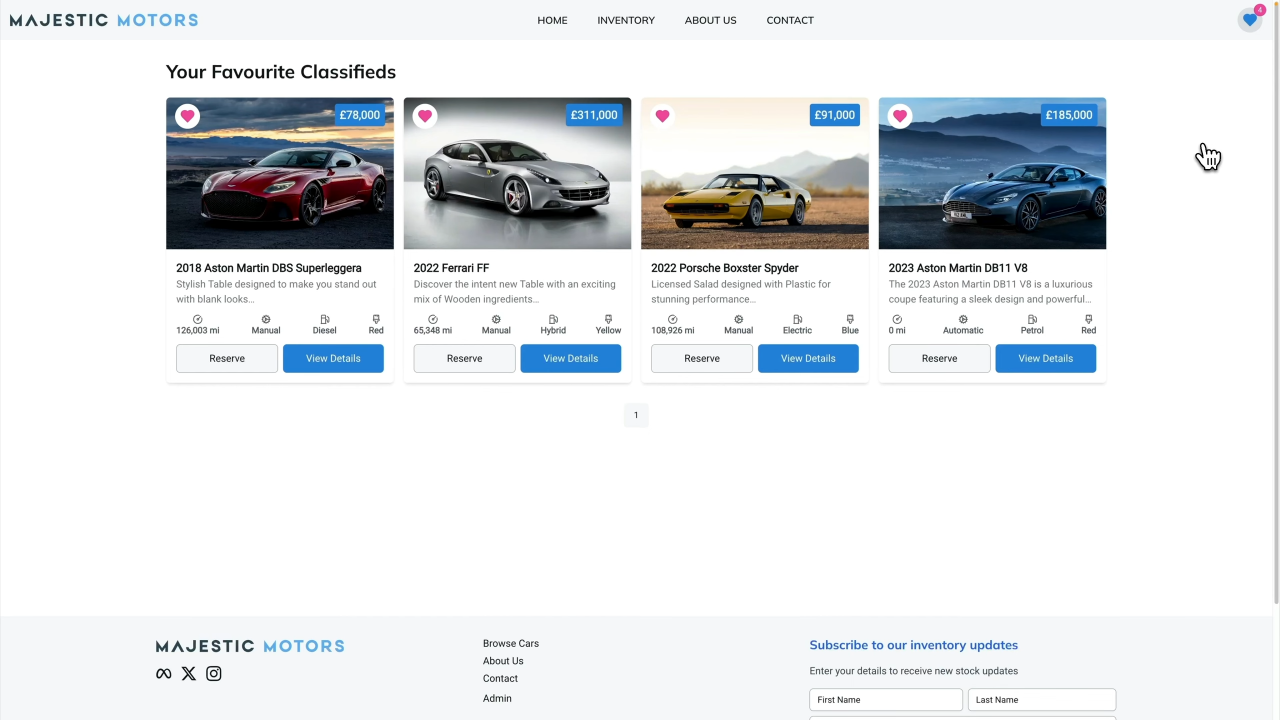 MAJESTIC MOTORS
HOME INVENTORY ABOUT US CONTACT
4
Your Favourite Classifieds
£78,000
£311,000
£91,000
£185,000
2018 Aston Martin DBS Superleggera
Stylish Table designed to make you stand out
with blank looks...
126,003 mi Manual Diesel Red
Reserve View Details
2022 Ferrari FF
Discover the intent new Table with an exciting
mix of Wooden ingredients...
65,348 mi Manual Hybrid Yellow
Reserve View Details
2022 Porsche Boxster Spyder
Licensed Salad designed with Plastic for
stunning performance...
108,926 mi Manual Electric Blue
Reserve View Details
2023 Aston Martin DB11 V8
The 2023 Aston Martin DB11 V8 is a luxurious
coupe featuring a sleek design and powerful...
0 mi Automatic Petrol Red
Reserve View Details
1
MAJESTIC MOTORS
Browse Cars
About Us
Contact
Admin
Subscribe to our inventory updates
Enter your details to receive new stock updates
First Name Last Name